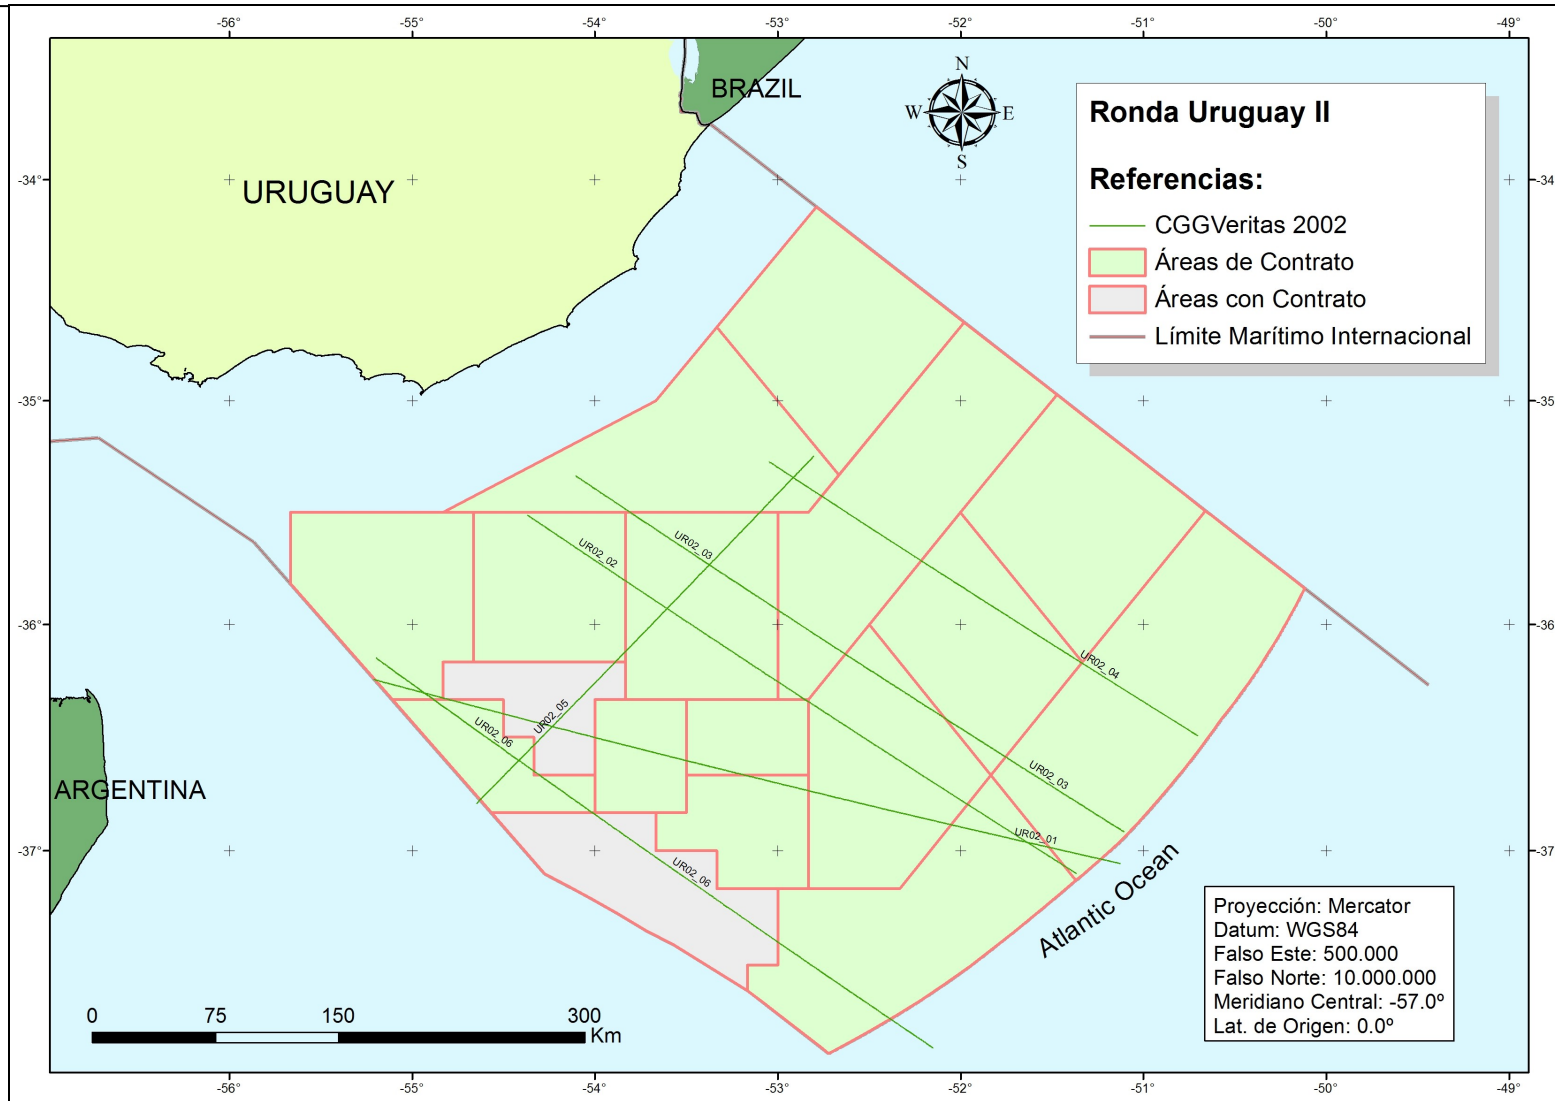 -56°
-55°
-54°
-53°
-52°
-51°
-50°
-49°
BRAZIL
N
W
E
S
Ronda Uruguay II
Referencias:
CGGVeritas 2002
Áreas de Contrato
Áreas con Contrato
Límite Marítimo Internacional
-34°
URUGUAY
-34
-35°
-35
UR02_02
UR02_03
-36°
-36
UR02_04
UR02_05
UR02_06
ARGENTINA
UR02_03
UR02_01
-37°
-37
UR02_06
Atlantic Ocean
Proyección: Mercator
Datum: WGS84
Falso Este: 500.000
Falso Norte: 10.000.000
Meridiano Central: -57.0º
Lat. de Origen: 0.0º
0
75
150
300
Km
-56°
-55°
-54°
-53°
-52°
-51°
-50°
-49°